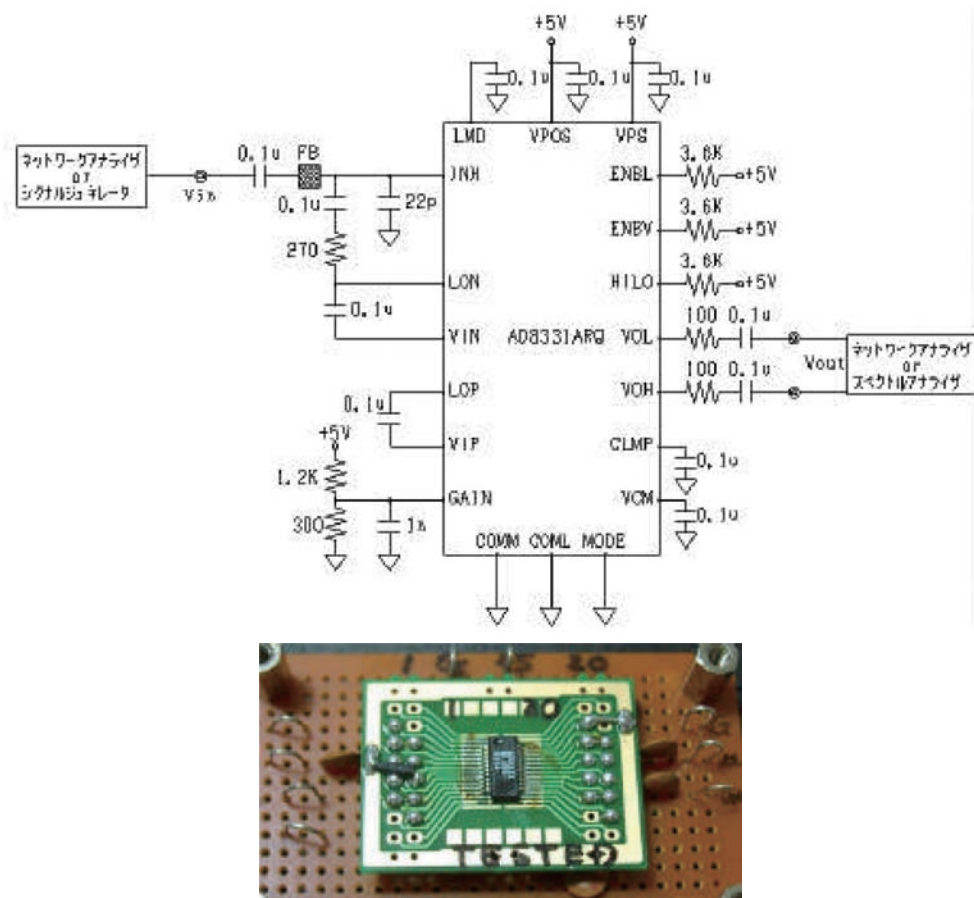 +5V +5V
0.1u 0.1u 0.1u
LMD VPOS VPS
ネットワークアナライザ
or
シグナルジェネレータ
Vin
0.1u FB
INH
0.1u
22p
270
LON
0.1u
VIN
LOP
0.1u
VIP
+5V
1.2K
GAIN
300
1n
AD8331ARQ
COMM COML MODE
3.6K
ENBL
+5V
3.6K
ENBV
+5V
3.6K
HILO
+5V
100 0.1u
VOL
100 0.1u
VOH
Vout
ネットワークアナライザ
or
スペクトルアナライザ
CLMP
0.1u
VCM
0.1u
1 20
1 20
TESTED